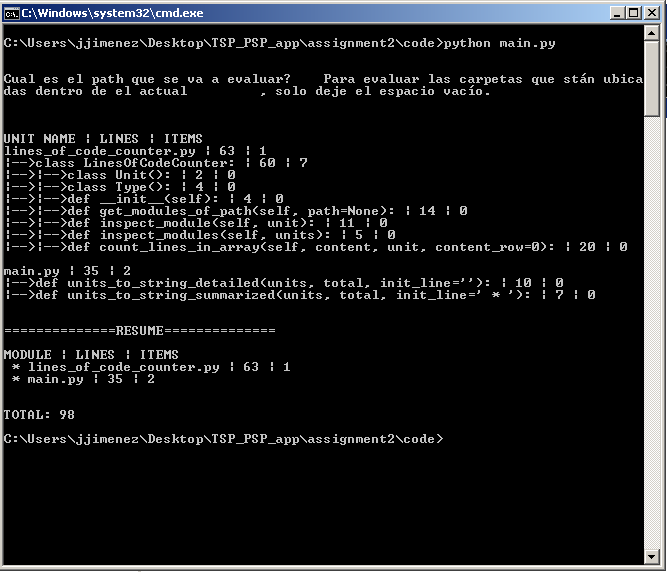 C:\Windows\system32\cmd.exe
C:\Users\jjimenez\Desktop\TSP_PSP_app\assignment2\code>python main.py
Cual es el path que se va a evaluar?    Para evaluar las carpetas que stán ubica
das dentro de el actual         , solo deje el espacio vacío.
UNIT NAME ¦ LINES ¦ ITEMS
lines_of_code_counter.py ¦ 63 ¦ 1
¦-->class LinesOfCodeCounter: ¦ 60 ¦ 7
¦-->¦-->class Unit(): ¦ 2 ¦ 0
¦-->¦-->class Type(): ¦ 4 ¦ 0
¦-->¦-->def __init__(self): ¦ 4 ¦ 0
¦-->¦-->def get_modules_of_path(self, path=None): ¦ 14 ¦ 0
¦-->¦-->def inspect_module(self, unit): ¦ 11 ¦ 0
¦-->¦-->def inspect_modules(self, units): ¦ 5 ¦ 0
¦-->¦-->def count_lines_in_array(self, content, unit, content_row=0): ¦ 20 ¦ 0
main.py ¦ 35 ¦ 2
¦-->def units_to_string_detailed(units, total, init_line=''): ¦ 10 ¦ 0
¦-->def units_to_string_summarized(units, total, init_line=' * '): ¦ 7 ¦ 0
==============RESUME==============
MODULE ¦ LINES ¦ ITEMS
 * lines_of_code_counter.py ¦ 63 ¦ 1
 * main.py ¦ 35 ¦ 2
TOTAL: 98
C:\Users\jjimenez\Desktop\TSP_PSP_app\assignment2\code>